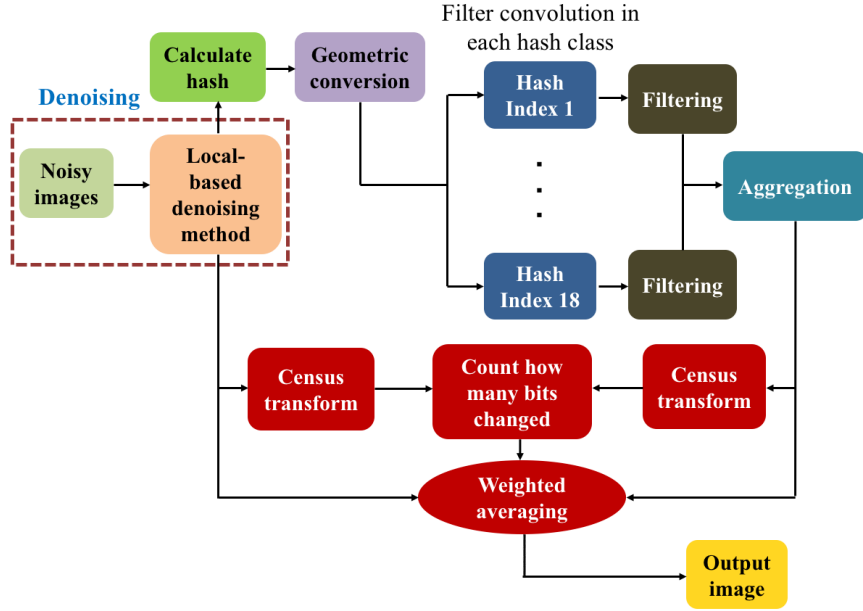 Filter convolution in
each hash class
Calculate
hash
Geometric
conversion
Hash
Index 1
Filtering
Denoising
Noisy
images
Local-
based
denoising
method
Aggregation
Hash
Index 18
Filtering
Census
transform
Count how
many bits
changed
Census
transform
Weighted
averaging
Output
image